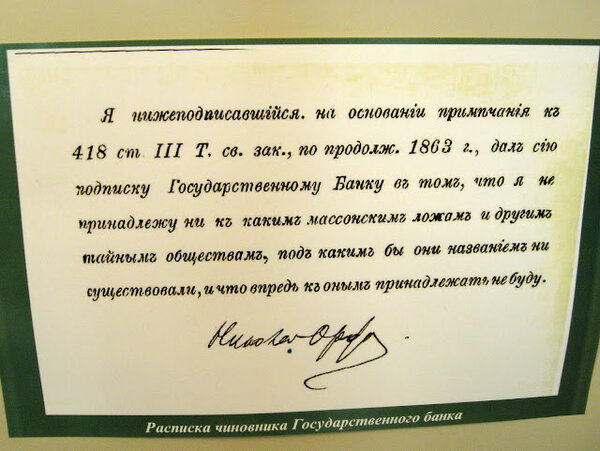 Я нижеподписавшійся. на основаніи примѣчанія къ
418 ст III Т. св. зак., по продолж. 1863 г., далъ сію
подписку Государственному Банку въ томъ, что я не
принадлежу ни къ какимъ массонскимъ ложамъ и другимъ
тайнымъ обществамъ, подъ какимъ бы они названіемъ ни
существовали, и что впредь къ онымъ принадлежать не буду.
Николай
Расписка чиновника Государственного банка